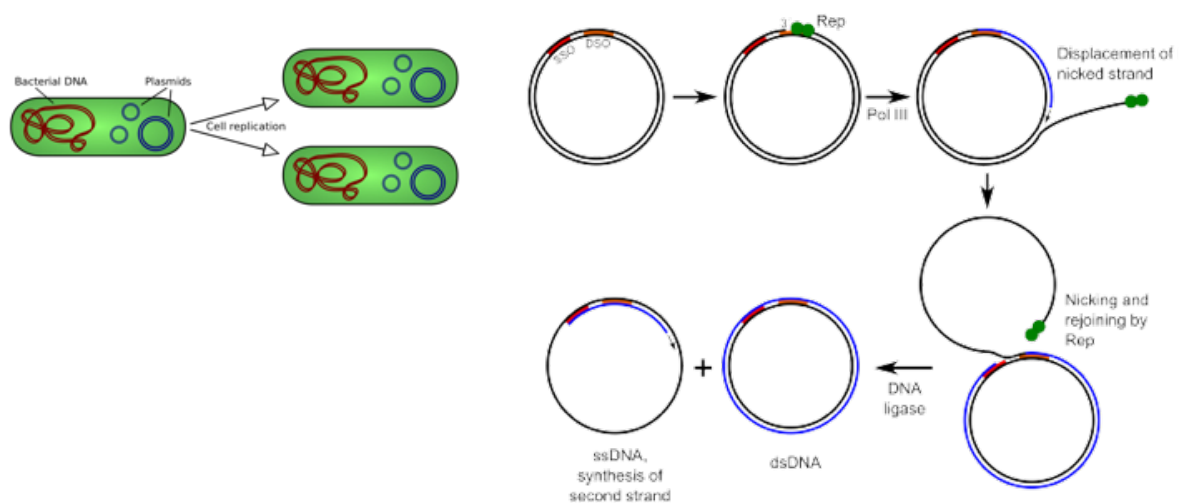 Bacterial DNA
Plasmids
Cell replication
SSO
DSO
3
Rep
Pol III
Displacement of
nicked strand
Nicking and
rejoining by
Rep
DNA
ligase
+
dsDNA
ssDNA,
synthesis of
second strand